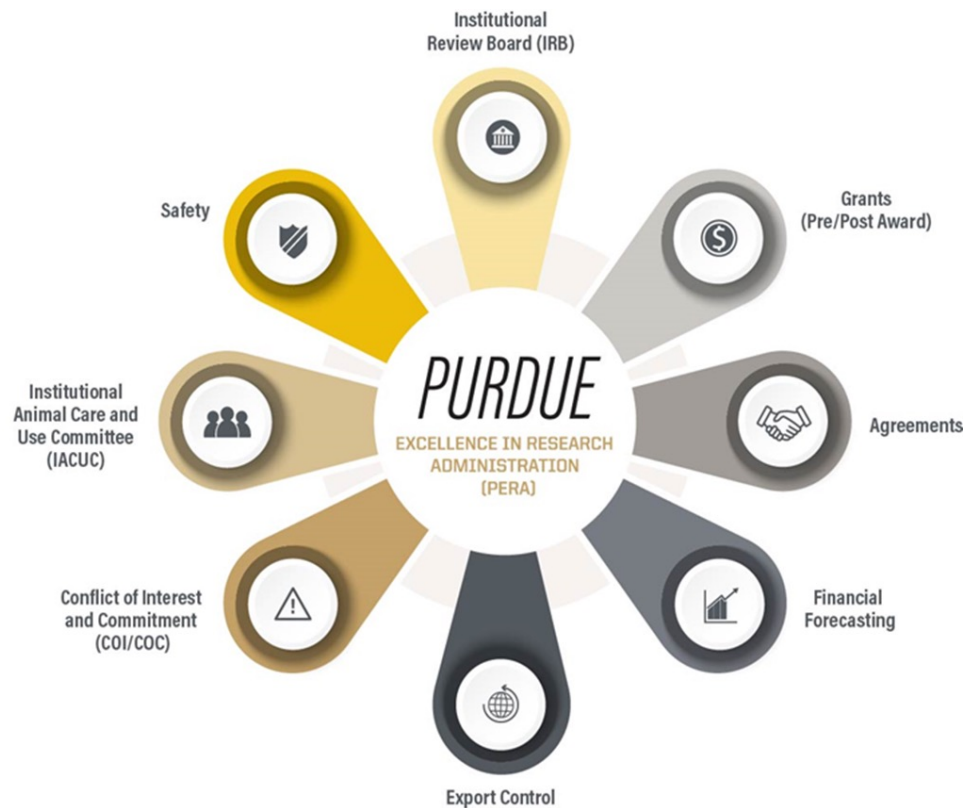 Institutional
Review Board (IRB)
Grants
(Pre/Post Award)
Safety
PURDUE
EXCELLENCE IN RESEARCH
ADMINISTRATION
(PERA)
Institutional
Animal Care and
Use Committee
(IACUC)
Agreements
Conflict of Interest
and Commitment
(COI/COC)
Financial
Forecasting
Export Control